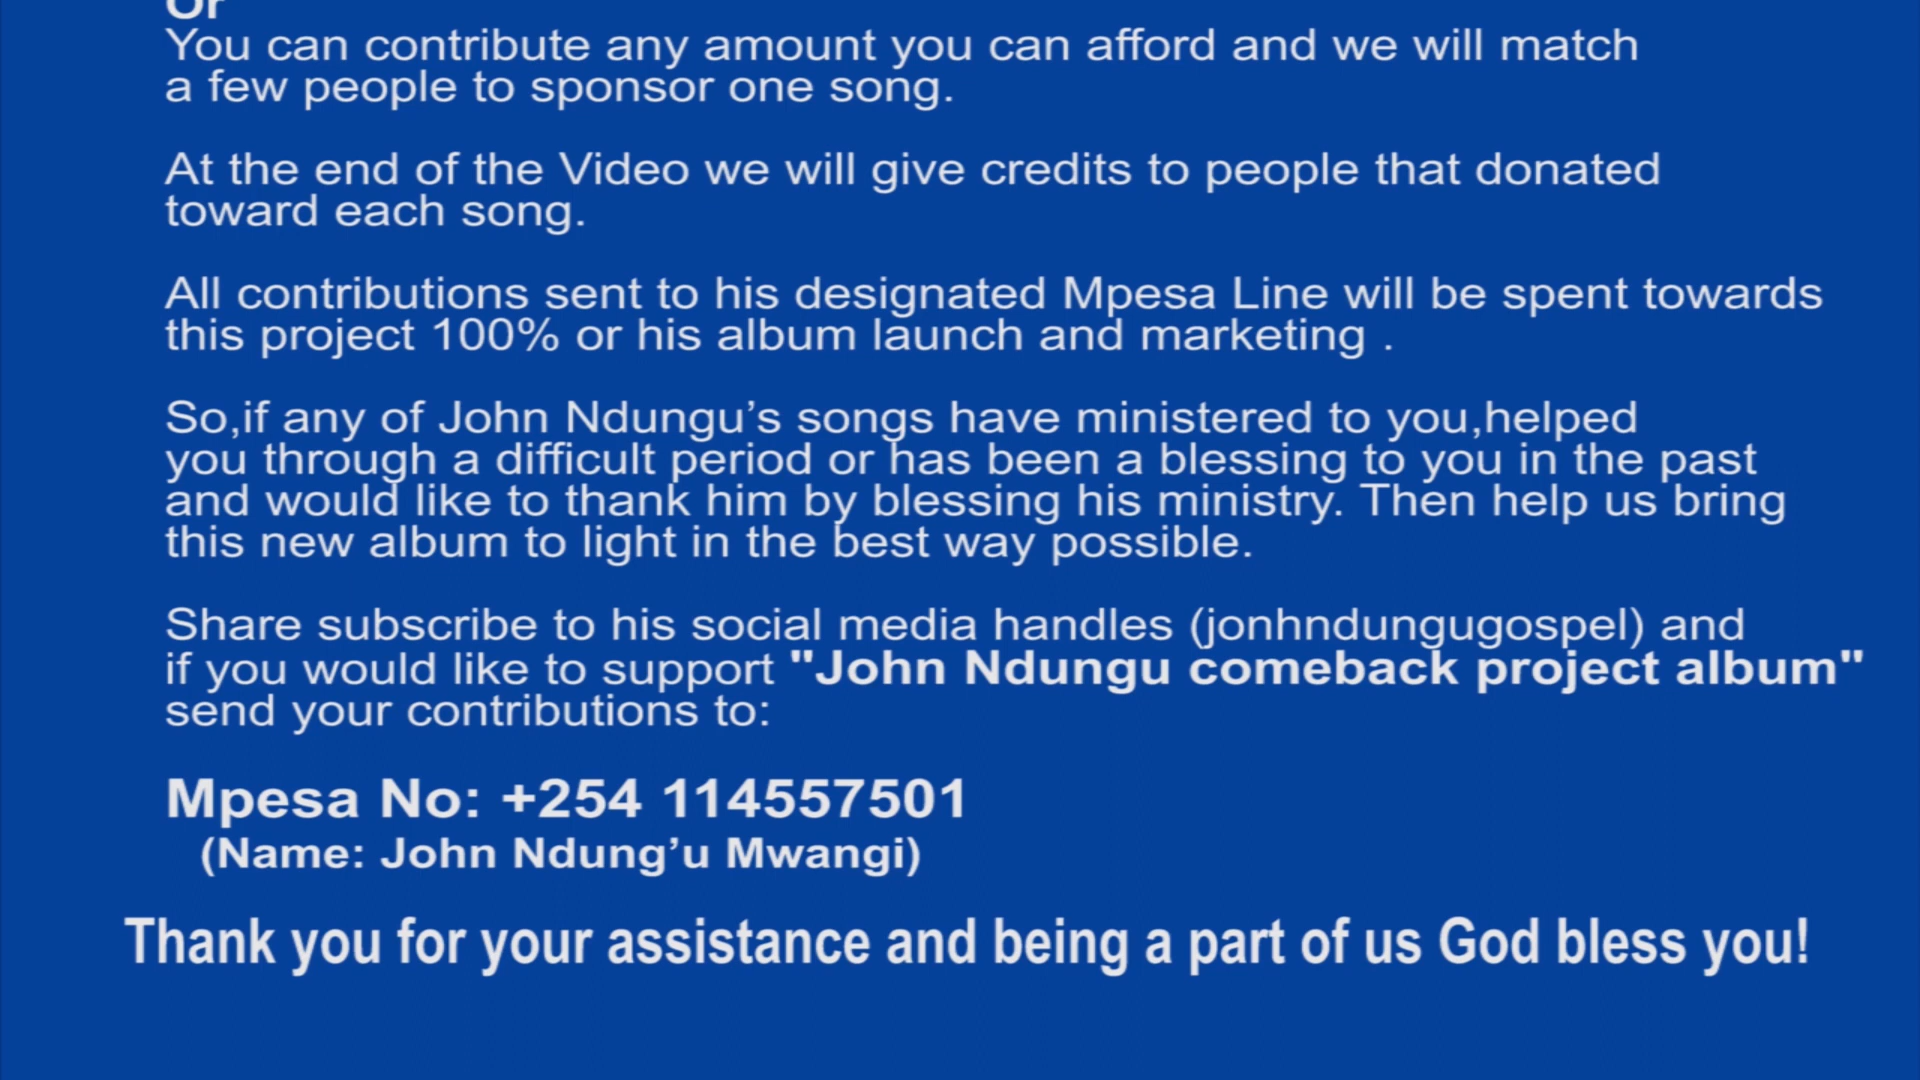 Or
You can contribute any amount you can afford and we will match
a few people to sponsor one song.
At the end of the Video we will give credits to people that donated
toward each song.
All contributions sent to his designated Mpesa Line will be spent towards
this project 100% or his album launch and marketing .
So,if any of John Ndungu’s songs have ministered to you,helped
you through a difficult period or has been a blessing to you in the past
and would like to thank him by blessing his ministry. Then help us bring
this new album to light in the best way possible.
Share subscribe to his social media handles (jonhndungugospel) and
if you would like to support "John Ndungu comeback project album"
send your contributions to:
Mpesa No: +254 114557501
(Name: John Ndung’u Mwangi)
Thank you for your assistance and being a part of us God bless you!